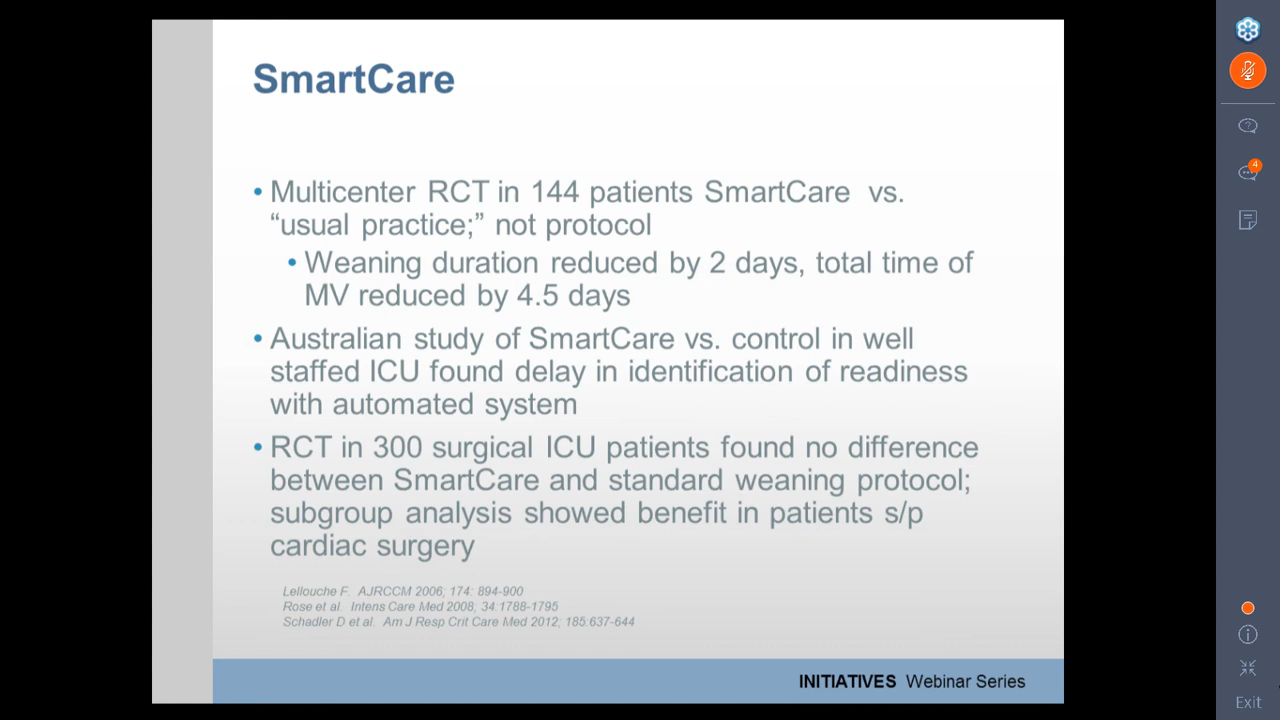 SmartCare
• Multicenter RCT in 144 patients SmartCare vs.
“usual practice;” not protocol
• Weaning duration reduced by 2 days, total time of
MV reduced by 4.5 days
• Australian study of SmartCare vs. control in well
staffed ICU found delay in identification of readiness
with automated system
• RCT in 300 surgical ICU patients found no difference
between SmartCare and standard weaning protocol;
subgroup analysis showed benefit in patients s/p
cardiac surgery
Lellouche F. AJRCCM 2006; 174: 894-900
Rose et al. Intens Care Med 2008, 34:1788-1795
Schadler D et al. Am J Resp Crit Care Med 2012; 185:637-644
INITIATIVES Webinar Series
4
Exit